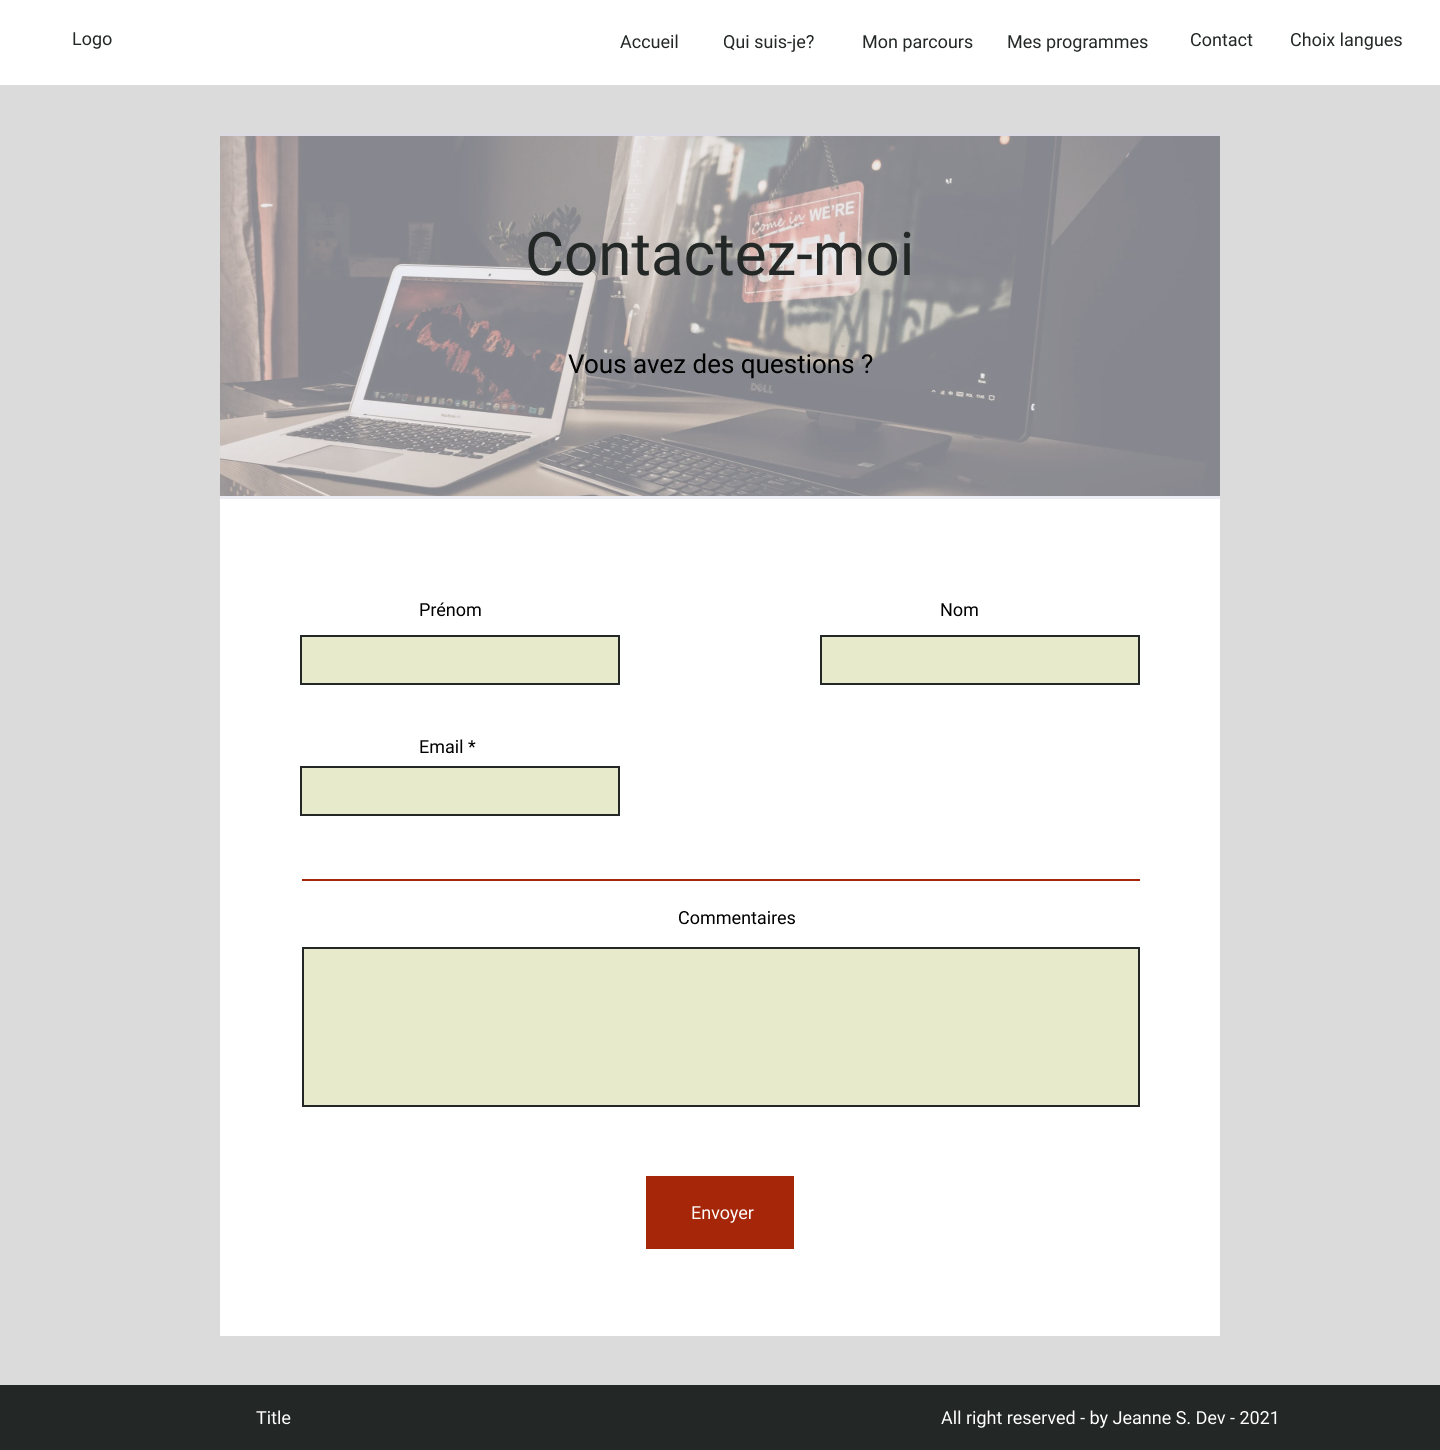 Logo
Accueil
Qui suis-je?
Mon parcours
Mes programmes
Contact
Choix langues
Come in WE'RE
Contactez-moi
Vous avez des questions ?
DELL
Prénom
Nom
Email *
Commentaires
Envoyer
Title
All right reserved - by Jeanne S. Dev - 2021